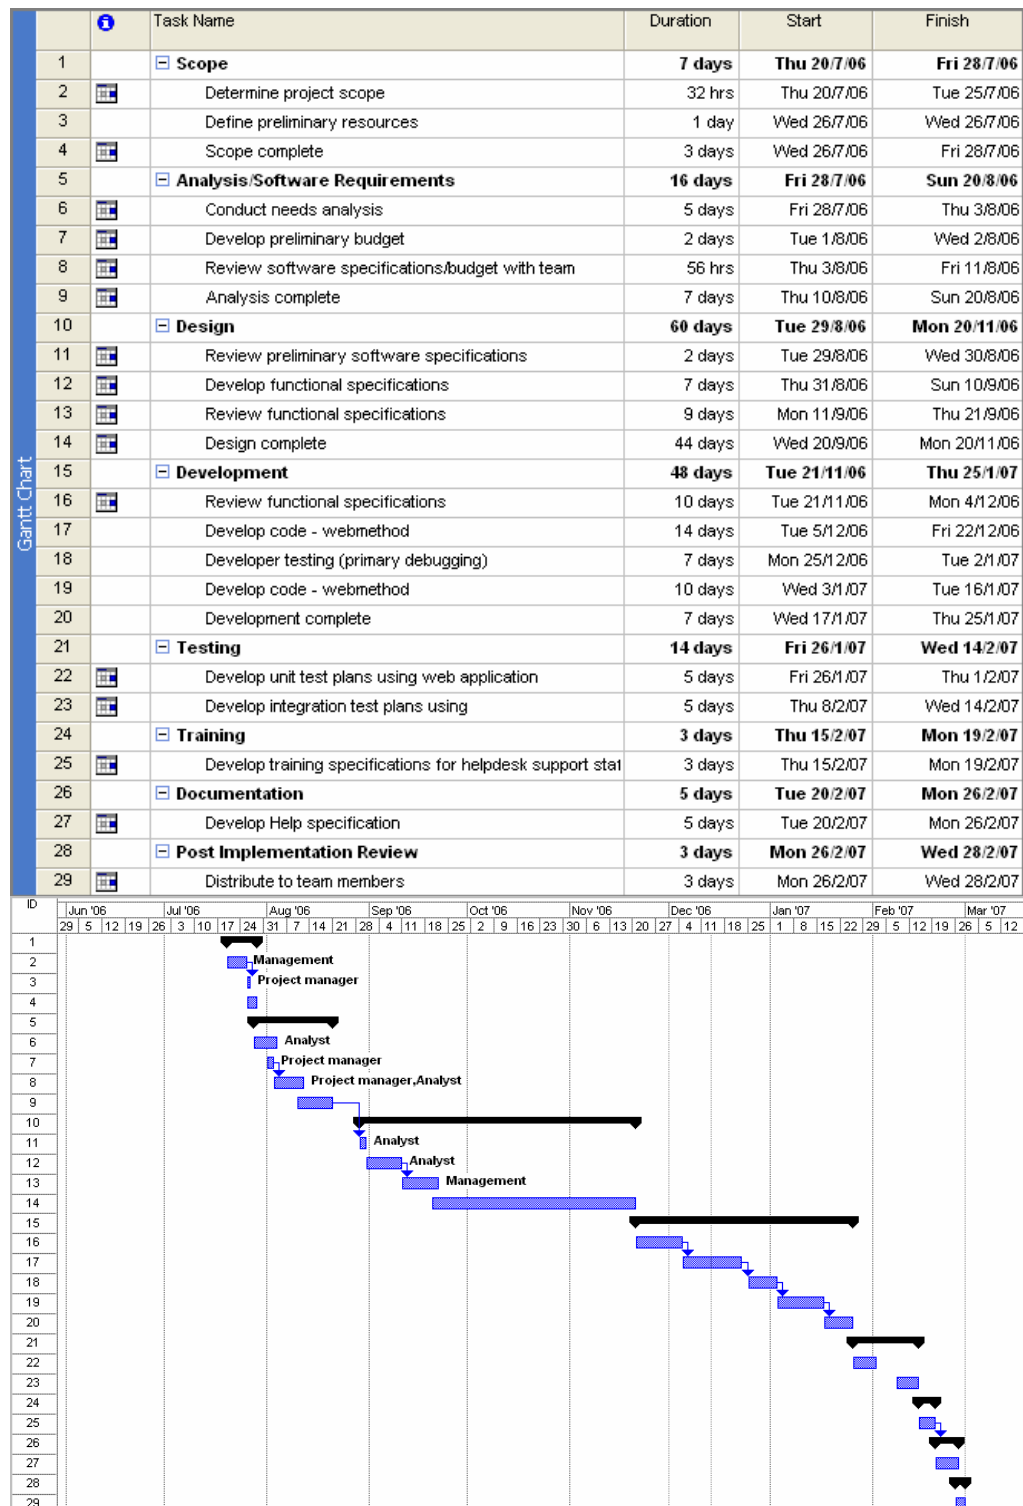 Task Name Duration Start Finish
1 Scope 7 days Thu 20/7/06 Fri 28/7/06
2 Determine project scope 32 hrs Thu 20/7/06 Tue 25/7/06
3 Define preliminary resources 1 day Wed 26/7/06 Wed 26/7/06
4 Scope complete 3 days Wed 26/7/06 Fri 28/7/06
5 Analysis/Software Requirements 16 days Fri 28/7/06 Sun 20/8/06
6 Conduct needs analysis 5 days Fri 28/7/06 Thu 3/8/06
7 Develop preliminary budget 2 days Tue 1/8/06 Wed 2/8/06
8 Review software specifications/budget with team 56 hrs Thu 3/8/06 Fri 11/8/06
9 Analysis complete 7 days Thu 10/8/06 Sun 20/8/06
10 Design 60 days Tue 29/8/06 Mon 20/11/06
11 Review preliminary software specifications 2 days Tue 29/8/06 Wed 30/8/06
12 Develop functional specifications 7 days Thu 31/8/06 Sun 10/9/06
13 Review functional specifications 9 days Mon 11/9/06 Thu 21/9/06
14 Design complete 44 days Wed 20/9/06 Mon 20/11/06
15 Development 48 days Tue 21/11/06 Thu 25/1/07
16 Review functional specifications 10 days Tue 21/11/06 Mon 4/12/06
17 Develop code - webmethod 14 days Tue 5/12/06 Fri 22/12/06
18 Developer testing (primary debugging) 7 days Mon 25/12/06 Tue 2/1/07
19 Develop code - webmethod 10 days Wed 3/1/07 Tue 16/1/07
20 Development complete 7 days Wed 17/1/07 Thu 25/1/07
21 Testing 14 days Fri 26/1/07 Wed 14/2/07
22 Develop unit test plans using web application 5 days Fri 26/1/07 Thu 1/2/07
23 Develop integration test plans using 5 days Thu 8/2/07 Wed 14/2/07
24 Training 3 days Thu 15/2/07 Mon 19/2/07
25 Develop training specifications for helpdesk support staf 3 days Thu 15/2/07 Mon 19/2/07
26 Documentation 5 days Tue 20/2/07 Mon 26/2/07
27 Develop Help specification 5 days Tue 20/2/07 Mon 26/2/07
28 Post Implementation Review 3 days Mon 26/2/07 Wed 28/2/07
29 Distribute to team members 3 days Mon 26/2/07 Wed 28/2/07
Gantt Chart
ID Jun '06 Jul '06 Aug '06 Sep '06 Oct '06 Nov '06 Dec '06 Jan '07 Feb '07 Mar '07
29 5 12 19 26 3 10 17 24 31 7 14 21 28 4 11 18 25 2 9 16 23 30 6 13 20 27 4 11 18 25 1 8 15 22 29 5 12 19 26 5 12
1
2 Management
3 Project manager
4
5
6 Analyst
7 Project manager
8 Project manager,Analyst
9
10
11 Analyst
12 Analyst
13 Management
14
15
16
17
18
19
20
21
22
23
24
25
26
27
28
29